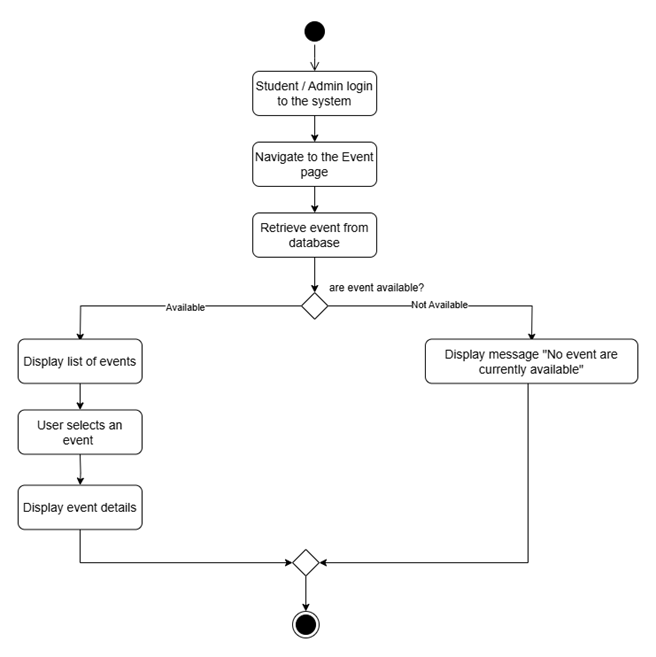 Student / Admin login
to the system
Navigate to the Event
page
Retrieve event from
database
are event available?
Available
Not Available
Display list of events
Display message "No event are
currently available"
User selects an
event
Display event details